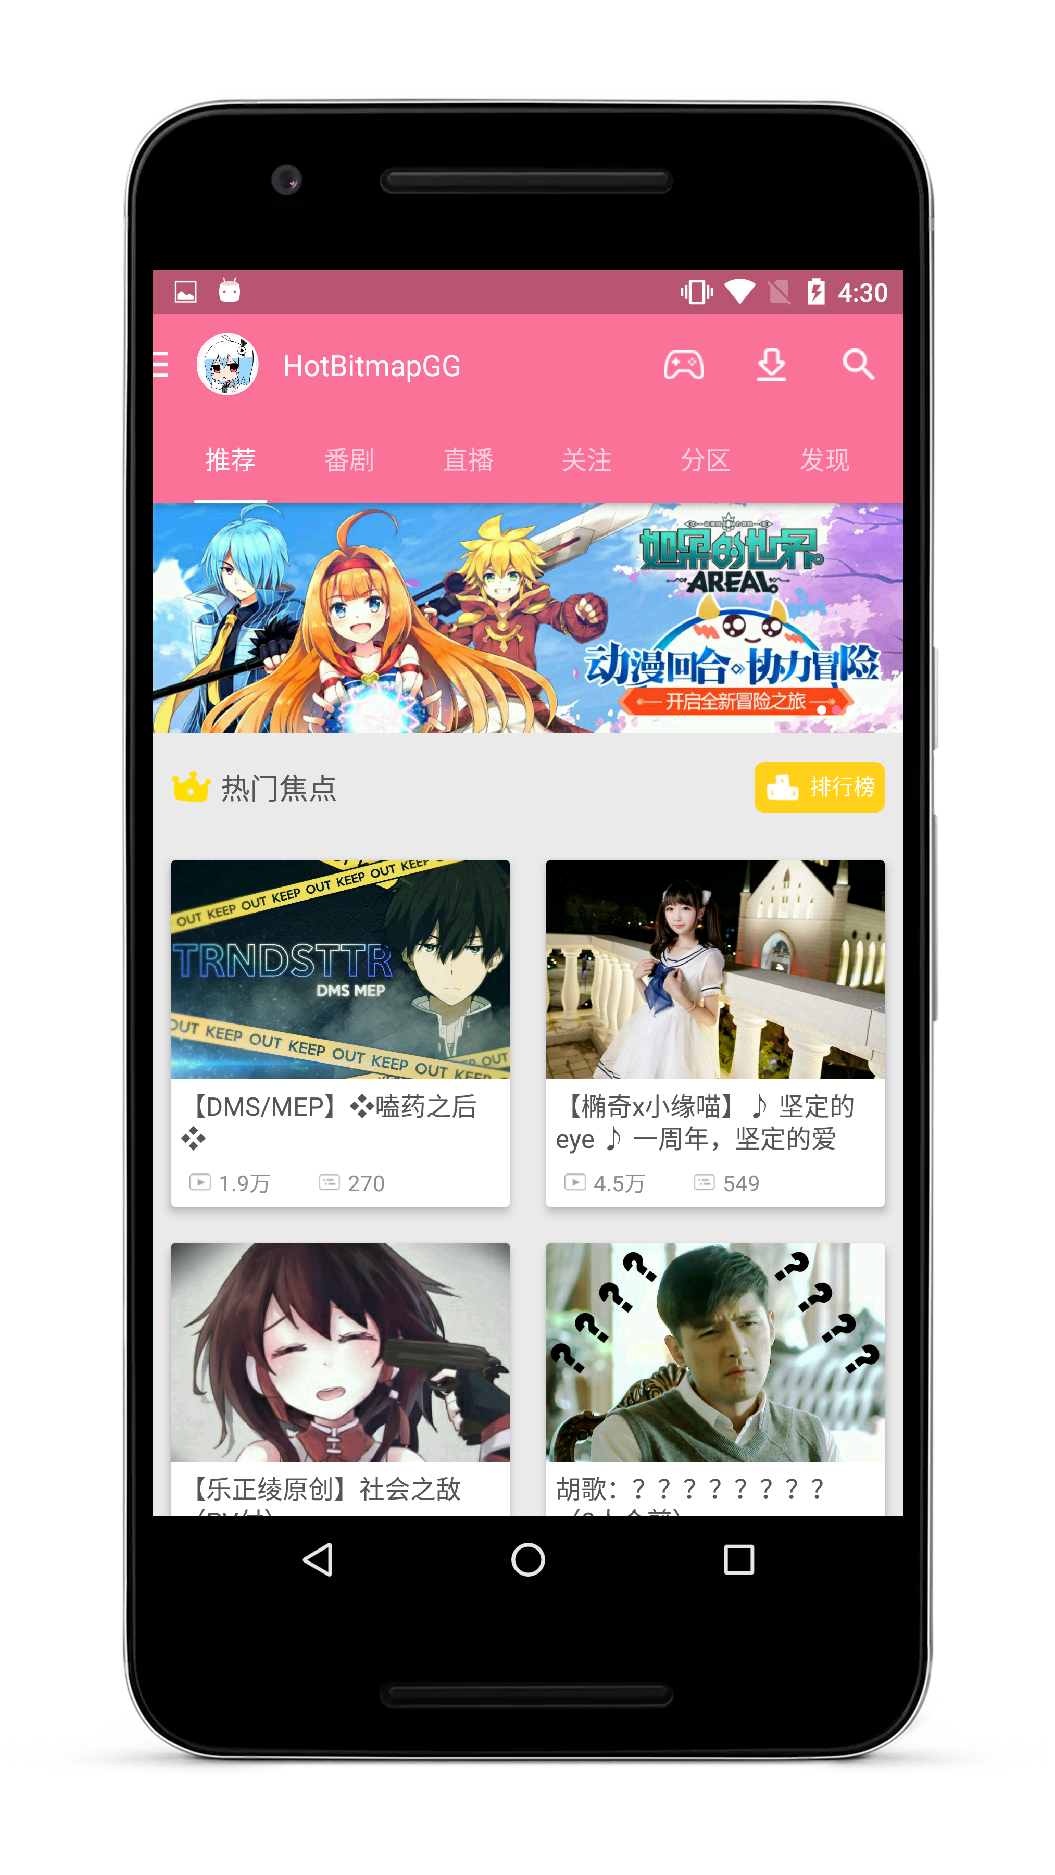 4:30
HotBitmapGG
推荐 番剧 直播 关注 分区 发现
如果的世界
AREAL
动漫回合 协力冒险
开启全新冒险之旅
热门焦点
排行榜
OUT KEEP OUT KEEP OUT KEEP OUT KEEP OUT
TRNDSTTR
DMS MEP
OUT KEEP OUT KEEP OUT KEEP OUT KEEP OUT
【DMS/MEP】❖嗑药之后
❖
1.9万 270
【椭奇x小缘喵】♪ 坚定的
eye ♪ 一周年，坚定的爱
4.5万 549
? ? ? ? ? ? ? ?
【乐正绫原创】社会之敌
胡歌：？？？？？？？？